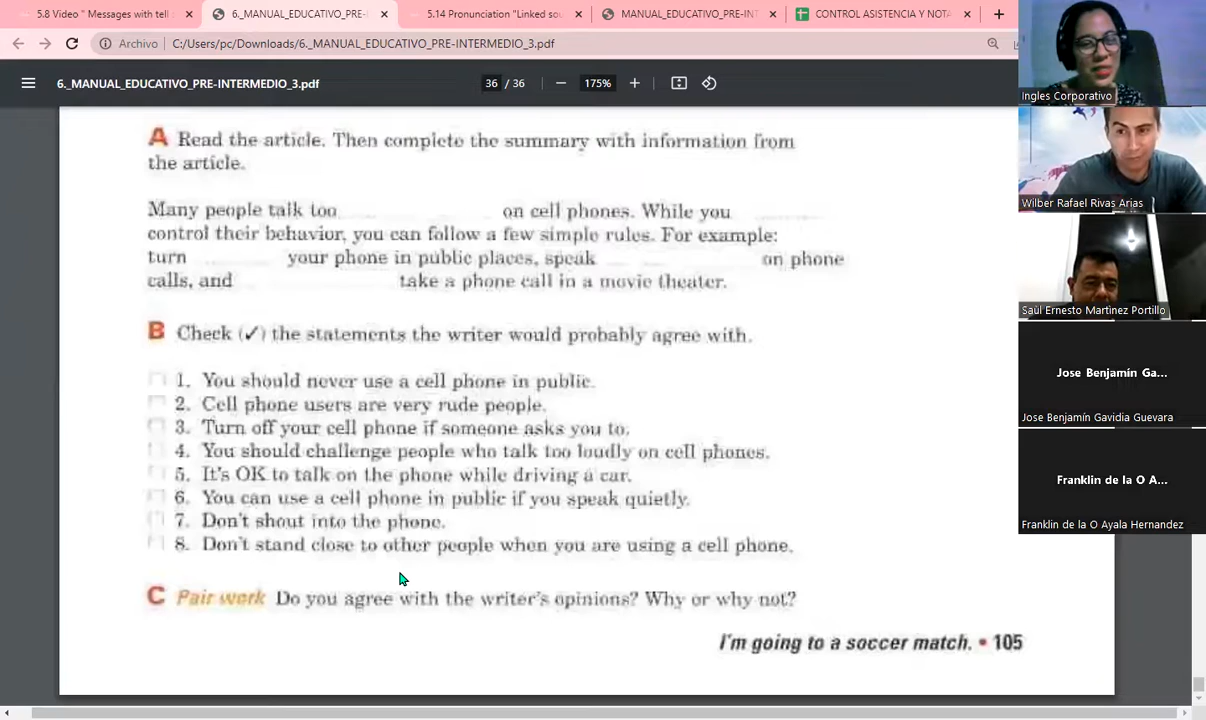 5.8 Video " Messages with tell
6._MANUAL_EDUCATIVO_PRE-
5.14 Pronunciation "Linked sou
MANUAL_EDUCATIVO_PRE-INT
CONTROL ASISTENCIA Y NOTA
Archivo C:/Users/pc/Downloads/6._MANUAL_EDUCATIVO_PRE-INTERMEDIO_3.pdf
6._MANUAL_EDUCATIVO_PRE-INTERMEDIO_3.pdf
36 / 36
175%
A Read the article. Then complete the summary with information from
the article.
Many people talk too on cell phones. While you
control their behavior, you can follow a few simple rules. For example:
turn your phone in public places, speak on phone
calls, and take a phone call in a movie theater.
B Check (✓) the statements the writer would probably agree with.
1. You should never use a cell phone in public.
2. Cell phone users are very rude people.
3. Turn off your cell phone if someone asks you to.
4. You should challenge people who talk too loudly on cell phones.
5. It's OK to talk on the phone while driving a car.
6. You can use a cell phone in public if you speak quietly.
7. Don't shout into the phone.
8. Don't stand close to other people when you are using a cell phone.
C Pair work Do you agree with the writer's opinions? Why or why not?
I'm going to a soccer match. • 105
Ingles Corporativo
Wilber Rafael Rivas Arias
Saùl Ernesto Martìnez Portillo
Jose Benjamín Ga...
Jose Benjamín Gavidia Guevara
Franklin de la O A...
Franklin de la O Ayala Hernandez